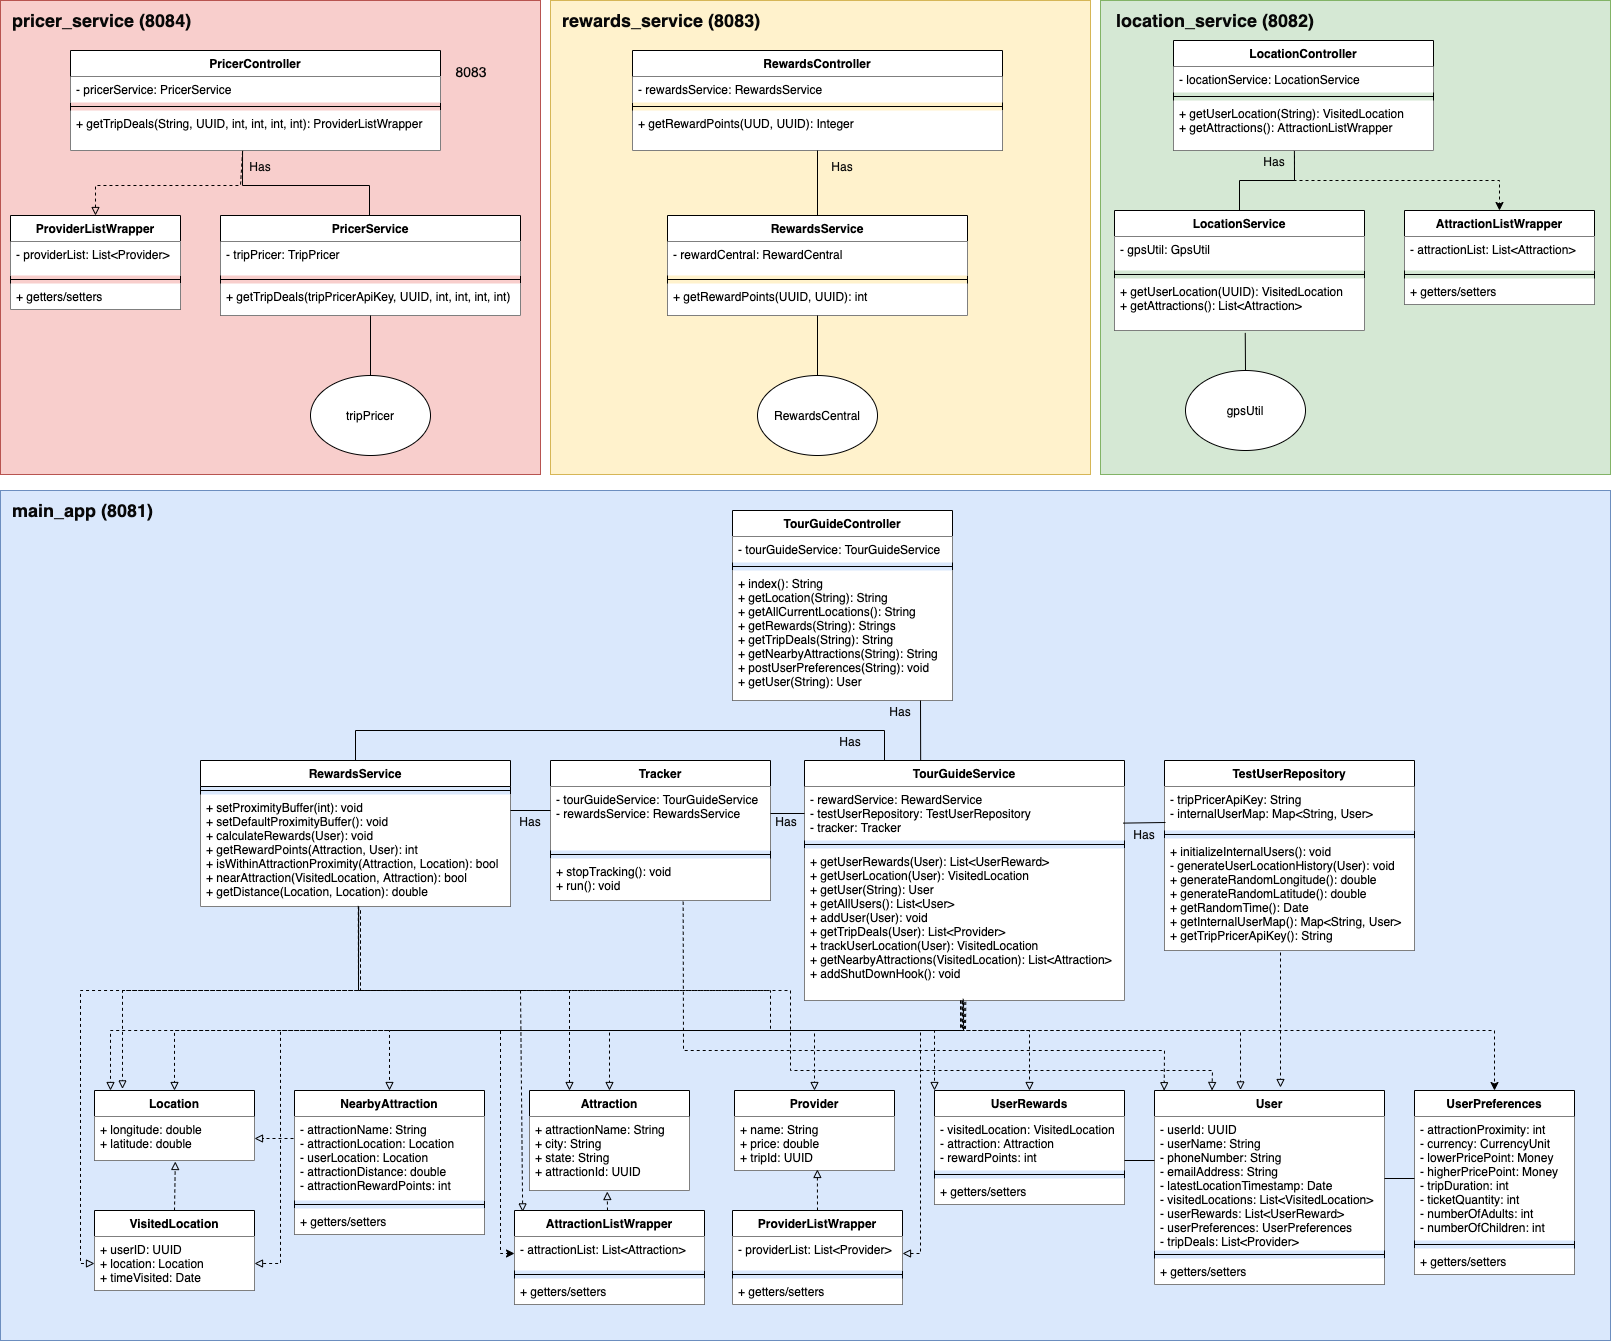 pricer_service (8084)
PricerController
- pricerService: PricerService
+ getTripDeals(String, UUID, int, int, int, int): ProviderListWrapper
8083
Has
ProviderListWrapper
- providerList: List<Provider>
+ getters/setters
PricerService
- tripPricer: TripPricer
+ getTripDeals(tripPricerApiKey, UUID, int, int, int, int)
tripPricer
rewards_service (8083)
RewardsController
- rewardsService: RewardsService
+ getRewardPoints(UUD, UUID): Integer
Has
RewardsService
- rewardCentral: RewardCentral
+ getRewardPoints(UUID, UUID): int
RewardsCentral
location_service (8082)
LocationController
- locationService: LocationService
+ getUserLocation(String): VisitedLocation
+ getAttractions(): AttractionListWrapper
Has
LocationService
- gpsUtil: GpsUtil
+ getUserLocation(UUID): VisitedLocation
+ getAttractions(): List<Attraction>
AttractionListWrapper
- attractionList: List<Attraction>
+ getters/setters
gpsUtil
main_app (8081)
TourGuideController
- tourGuideService: TourGuideService
+ index(): String
+ getLocation(String): String
+ getAllCurrentLocations(): String
+ getRewards(String): Strings
+ getTripDeals(String): String
+ getNearbyAttractions(String): String
+ postUserPreferences(String): void
+ getUser(String): User
Has
Has
RewardsService
+ setProximityBuffer(int): void
+ setDefaultProximityBuffer(): void
+ calculateRewards(User): void
+ getRewardPoints(Attraction, User): int
+ isWithinAttractionProximity(Attraction, Location): bool
+ nearAttraction(VisitedLocation, Attraction): bool
+ getDistance(Location, Location): double
Has
Tracker
- tourGuideService: TourGuideService
- rewardsService: RewardsService
+ stopTracking(): void
+ run(): void
Has
TourGuideService
- rewardService: RewardService
- testUserRepository: TestUserRepository
- tracker: Tracker
+ getUserRewards(User): List<UserReward>
+ getUserLocation(User): VisitedLocation
+ getUser(String): User
+ getAllUsers(): List<User>
+ addUser(User): void
+ getTripDeals(User): List<Provider>
+ trackUserLocation(User): VisitedLocation
+ getNearbyAttractions(VisitedLocation): List<Attraction>
+ addShutDownHook(): void
Has
TestUserRepository
- tripPricerApiKey: String
- internalUserMap: Map<String, User>
+ initializeInternalUsers(): void
- generateUserLocationHistory(User): void
+ generateRandomLongitude(): double
+ generateRandomLatitude(): double
+ getRandomTime(): Date
+ getInternalUserMap(): Map<String, User>
+ getTripPricerApiKey(): String
Location
+ longitude: double
+ latitude: double
NearbyAttraction
- attractionName: String
- attractionLocation: Location
- userLocation: Location
- attractionDistance: double
- attractionRewardPoints: int
+ getters/setters
Attraction
+ attractionName: String
+ city: String
+ state: String
+ attractionId: UUID
Provider
+ name: String
+ price: double
+ tripId: UUID
UserRewards
- visitedLocation: VisitedLocation
- attraction: Attraction
- rewardPoints: int
+ getters/setters
User
- userId: UUID
- userName: String
- phoneNumber: String
- emailAddress: String
- latestLocationTimestamp: Date
- visitedLocations: List<VisitedLocation>
- userRewards: List<UserReward>
- userPreferences: UserPreferences
- tripDeals: List<Provider>
+ getters/setters
UserPreferences
- attractionProximity: int
- currency: CurrencyUnit
- lowerPricePoint: Money
- higherPricePoint: Money
- tripDuration: int
- ticketQuantity: int
- numberOfAdults: int
- numberOfChildren: int
+ getters/setters
VisitedLocation
+ userID: UUID
+ location: Location
+ timeVisited: Date
AttractionListWrapper
- attractionList: List<Attraction>
+ getters/setters
ProviderListWrapper
- providerList: List<Provider>
+ getters/setters